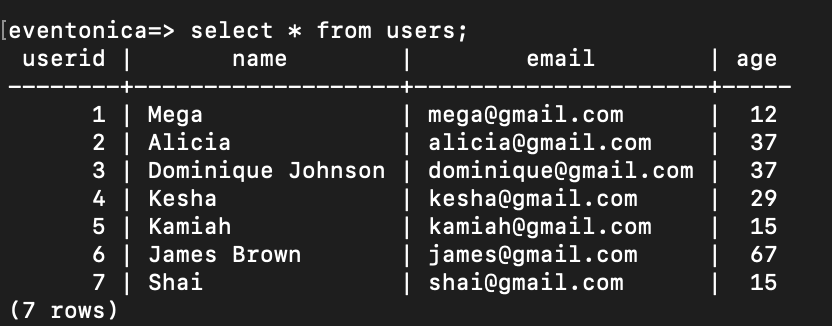 [eventonica=> select * from users;
 userid |       name        |        email         | age
--------+-------------------+----------------------+-----
      1 | Mega              | mega@gmail.com       |  12
      2 | Alicia            | alicia@gmail.com     |  37
      3 | Dominique Johnson | dominique@gmail.com  |  37
      4 | Kesha             | kesha@gmail.com      |  29
      5 | Kamiah            | kamiah@gmail.com     |  15
      6 | James Brown       | james@gmail.com      |  67
      7 | Shai              | shai@gmail.com       |  15
(7 rows)